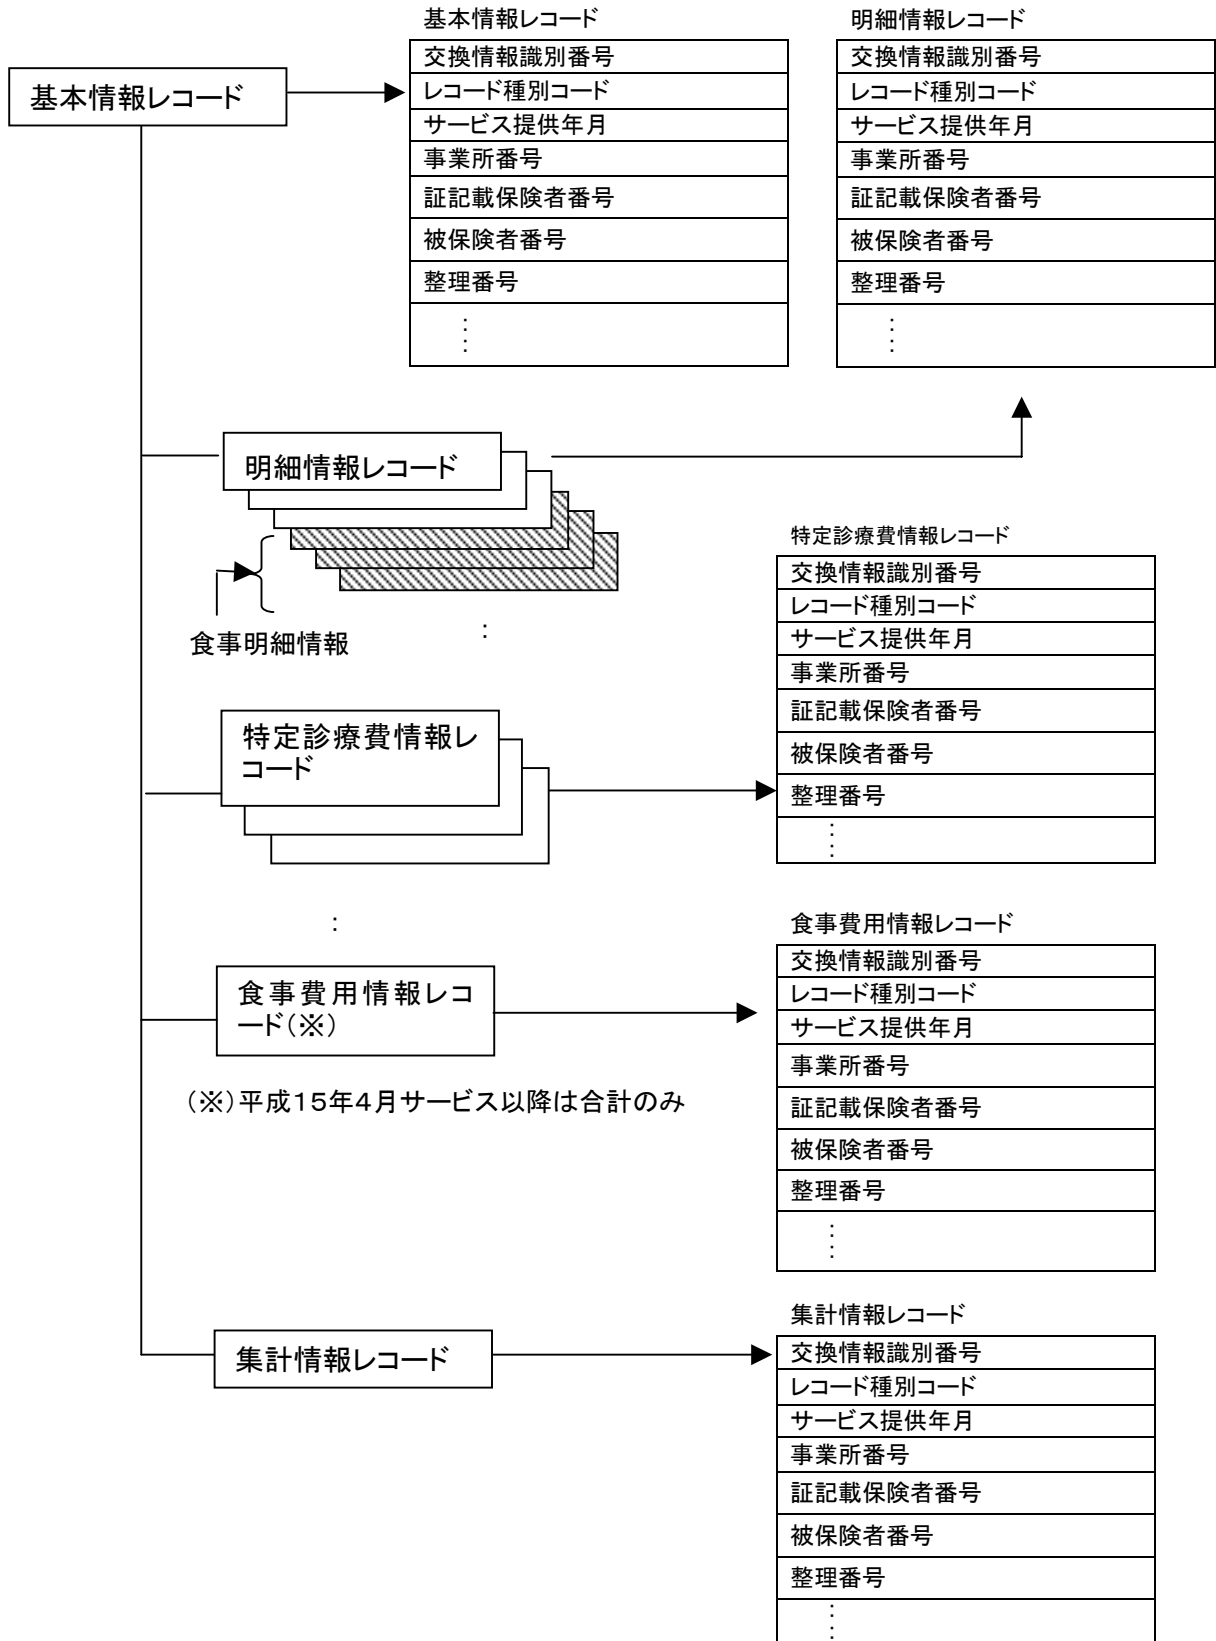 基本情報レコード
基本情報レコード
交換情報識別番号
レコード種別コード
サービス提供年月
事業所番号
証記載保険者番号
被保険者番号
整理番号
：
：
明細情報レコード
交換情報識別番号
レコード種別コード
サービス提供年月
事業所番号
証記載保険者番号
被保険者番号
整理番号
：
：
明細情報レコード
食事明細情報
：
特定診療費情報レ
コード
：
特定診療費情報レコード
交換情報識別番号
レコード種別コード
サービス提供年月
事業所番号
証記載保険者番号
被保険者番号
整理番号
：
：
食事費用情報レコ
ード（※）
（※）平成１５年４月サービス以降は合計のみ
食事費用情報レコード
交換情報識別番号
レコード種別コード
サービス提供年月
事業所番号
証記載保険者番号
被保険者番号
整理番号
：
：
集計情報レコード
集計情報レコード
交換情報識別番号
レコード種別コード
サービス提供年月
事業所番号
証記載保険者番号
被保険者番号
整理番号
：
：